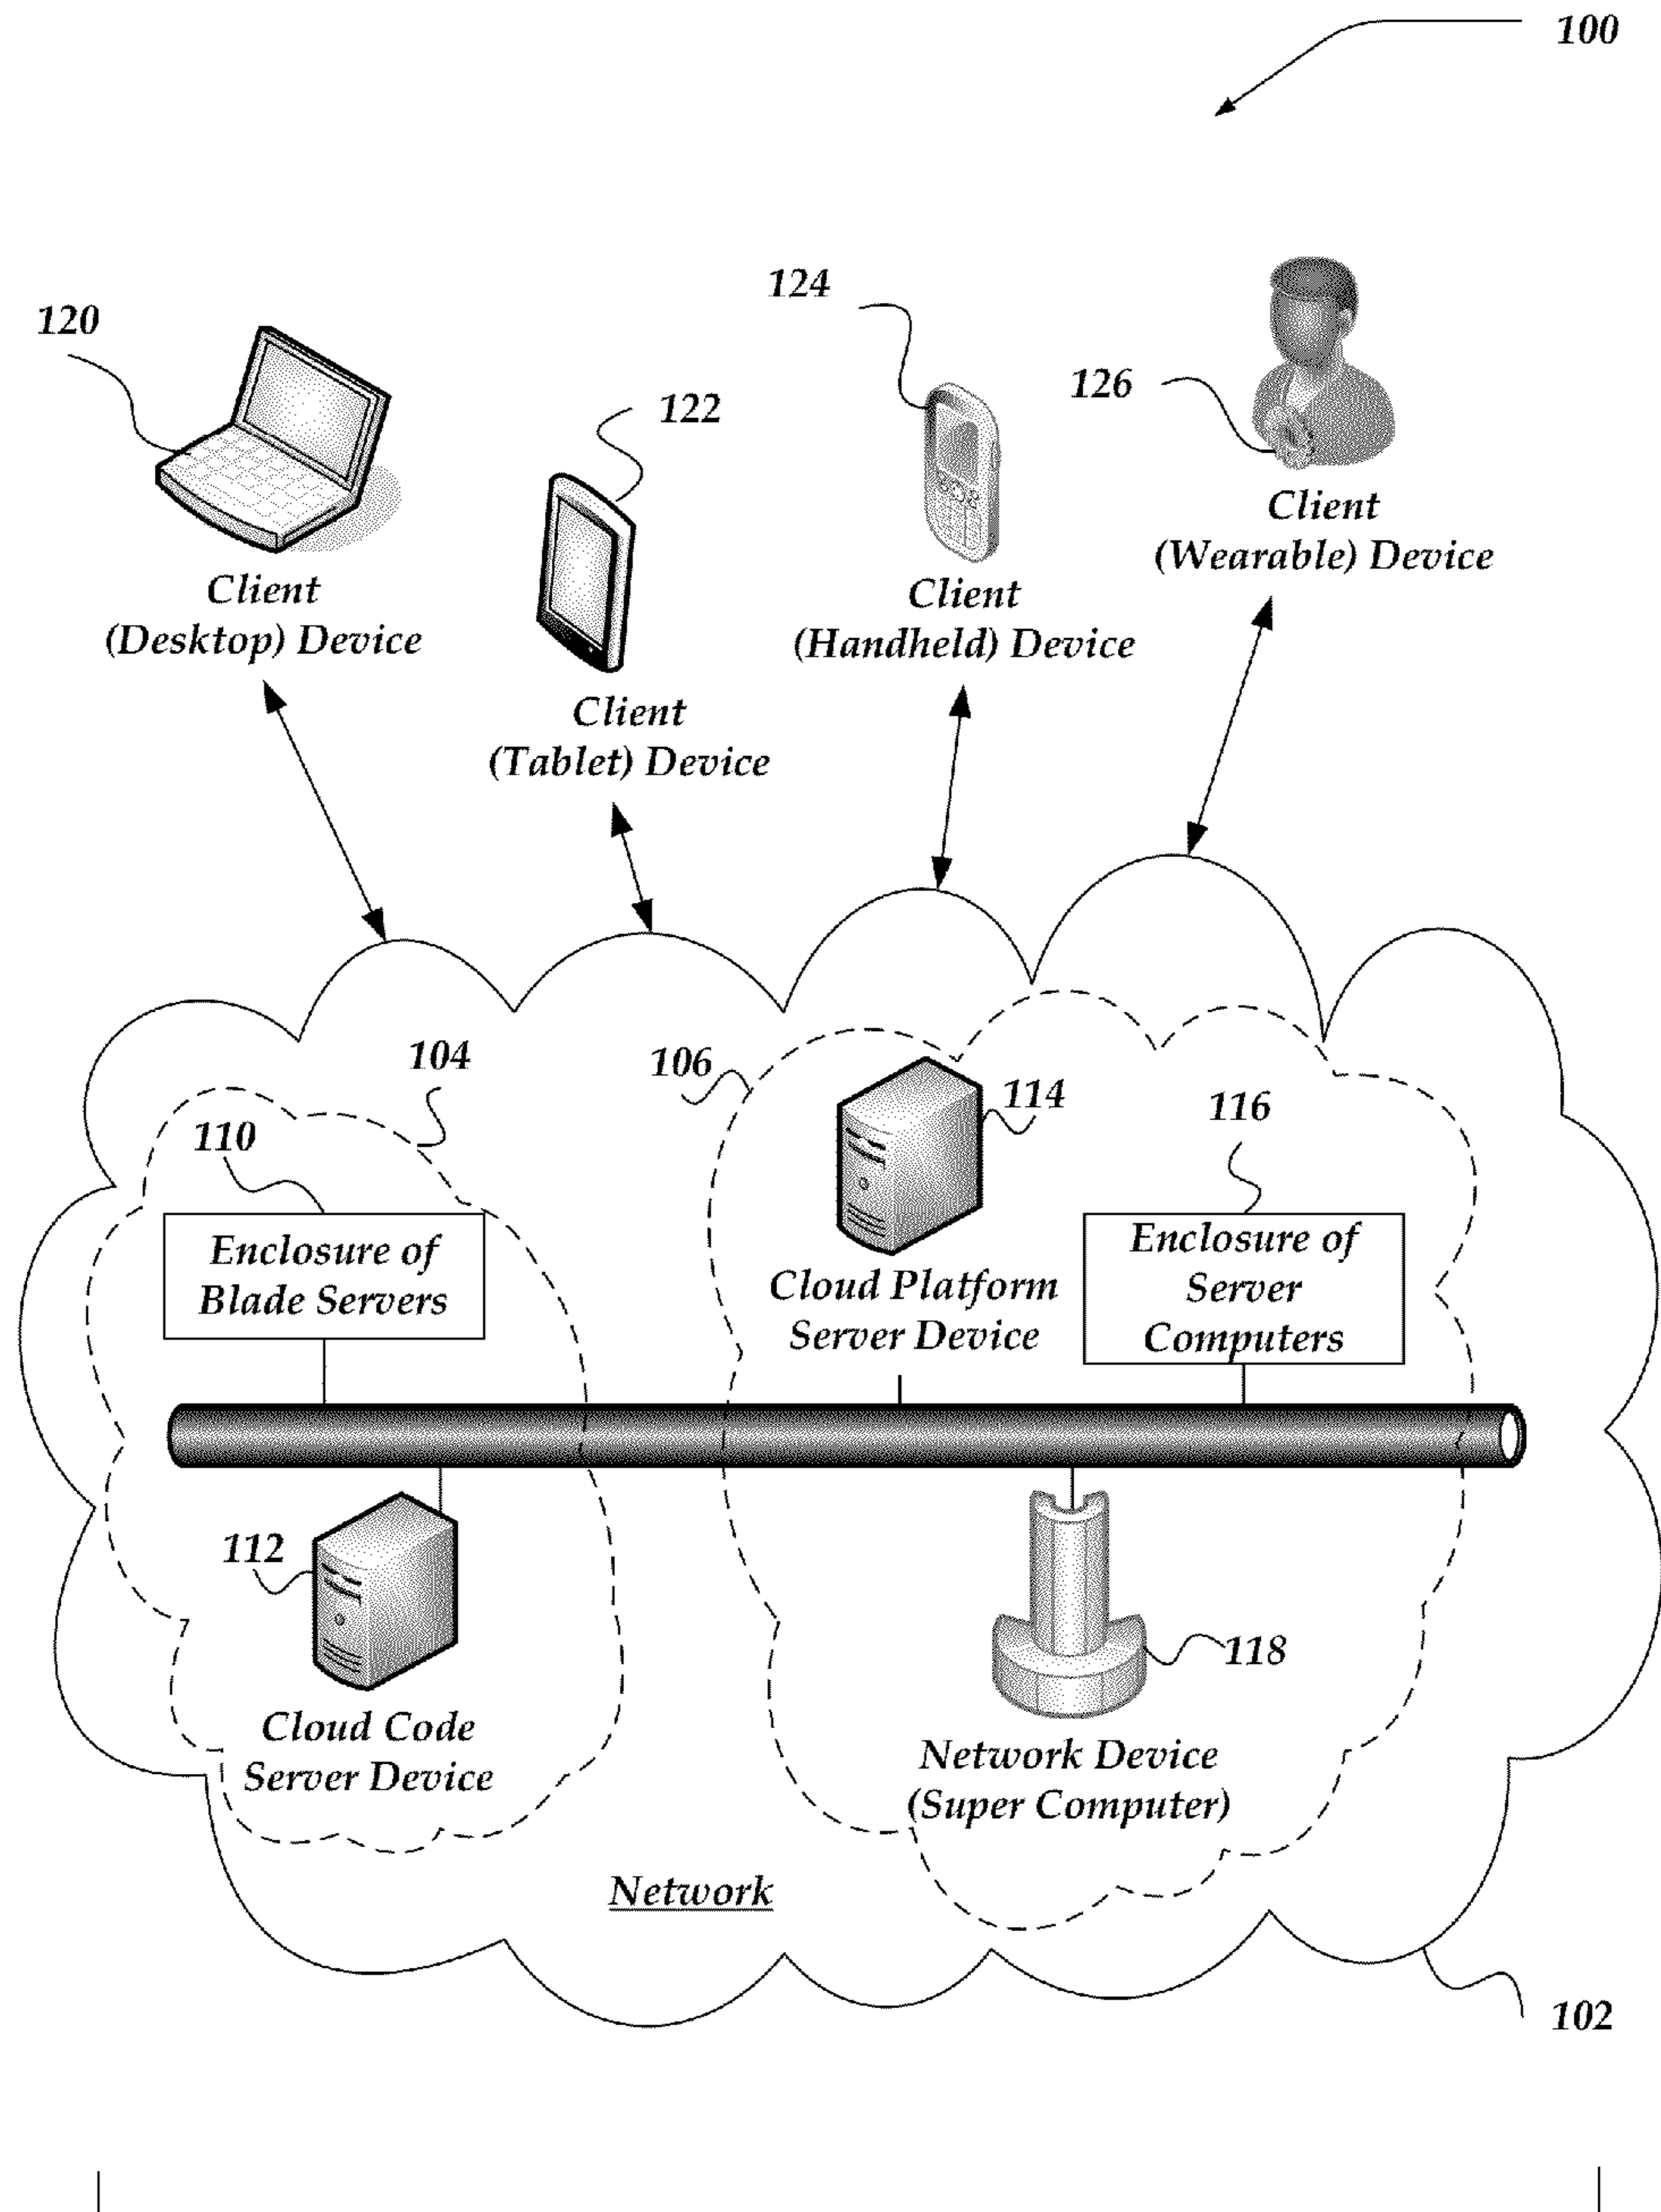 100
124
120
126
122
Client
(Wearable) Device
Client
(Desktop) Device
Client
(Handheld) Device
Client
(Tablet) Device
104
106
114
116
110
Enclosure of
Blade Servers
Cloud Platform
Server Device
Enclosure of
Server
Computers
112
118
Cloud Code
Server Device
Network Device
(Super Computer)
Network
102